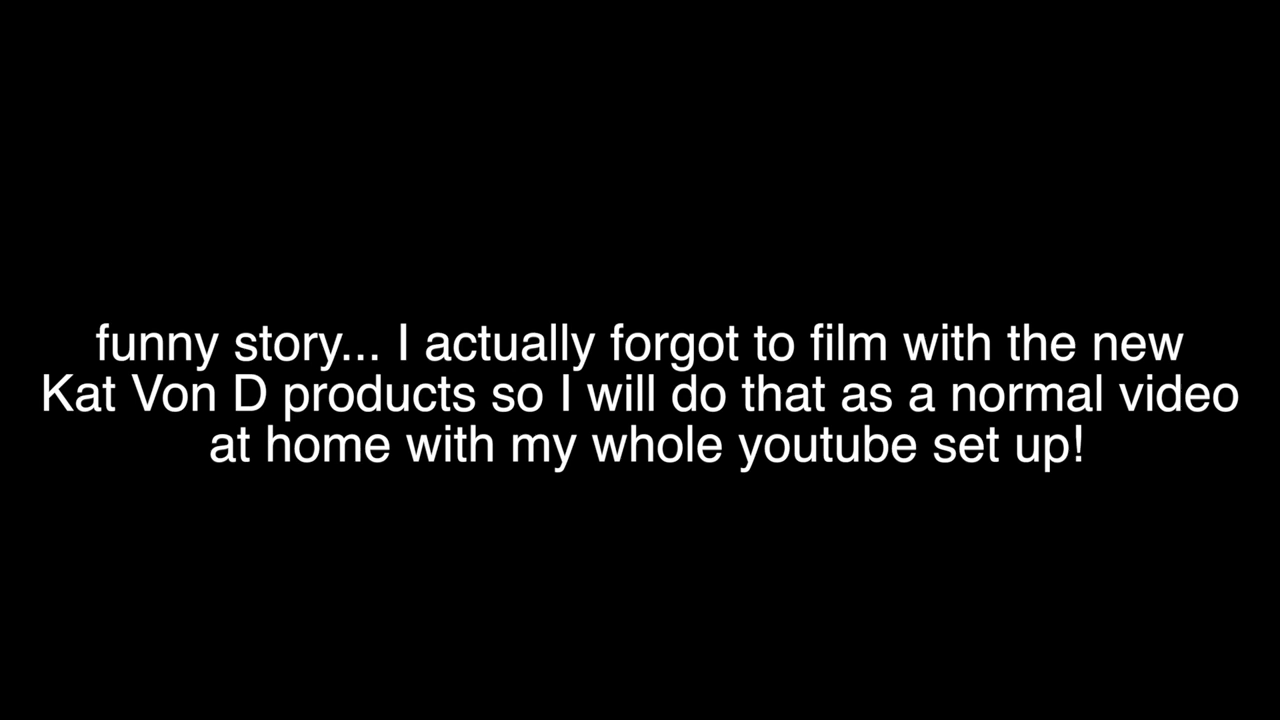 funny story... I actually forgot to film with the new
Kat Von D products so I will do that as a normal video
at home with my whole youtube set up!